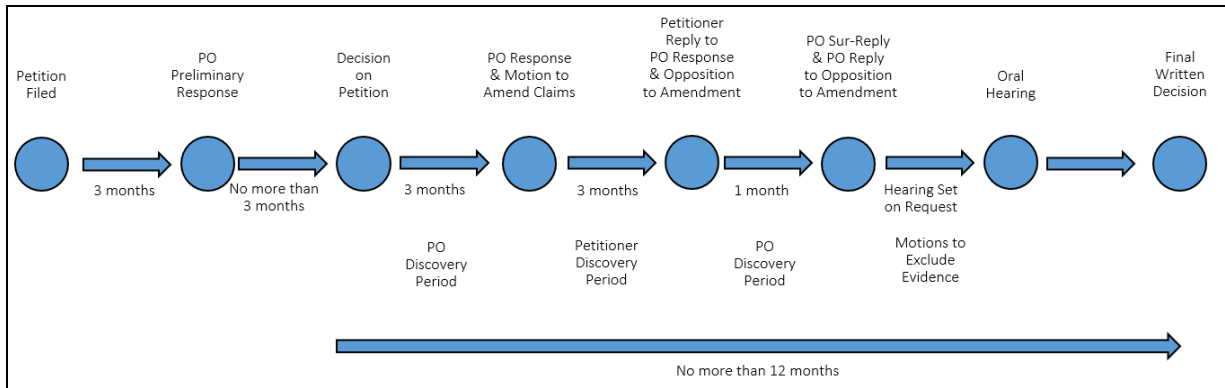 Petition
Filed
PO
Preliminary
Response
Decision
on
Petition
PO Response
& Motion to
Amend Claims
Petitioner
Reply to
PO Response
& Opposition
to Amendment
PO Sur-Reply
& PO Reply
to Opposition
to Amendment
Oral
Hearing
Final
Written
Decision
3 months
No more than
3 months
3 months
3 months
1 month
Hearing Set
on Request
PO
Discovery
Period
Petitioner
Discovery
Period
PO
Discovery
Period
Motions to
Exclude
Evidence
No more than 12 months